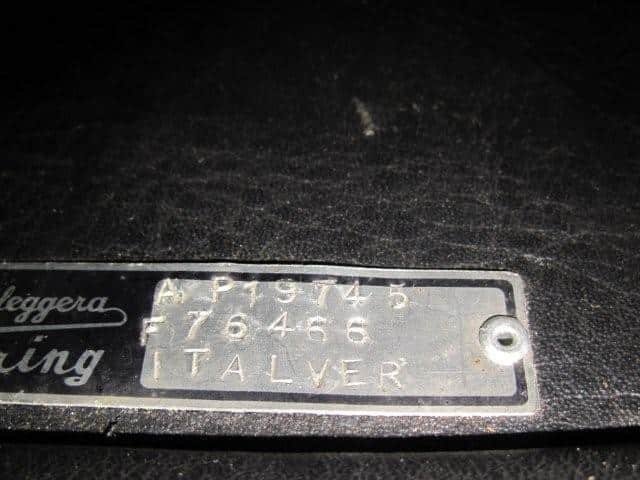 leggera
A P19745
F76466
ring
ITALVER